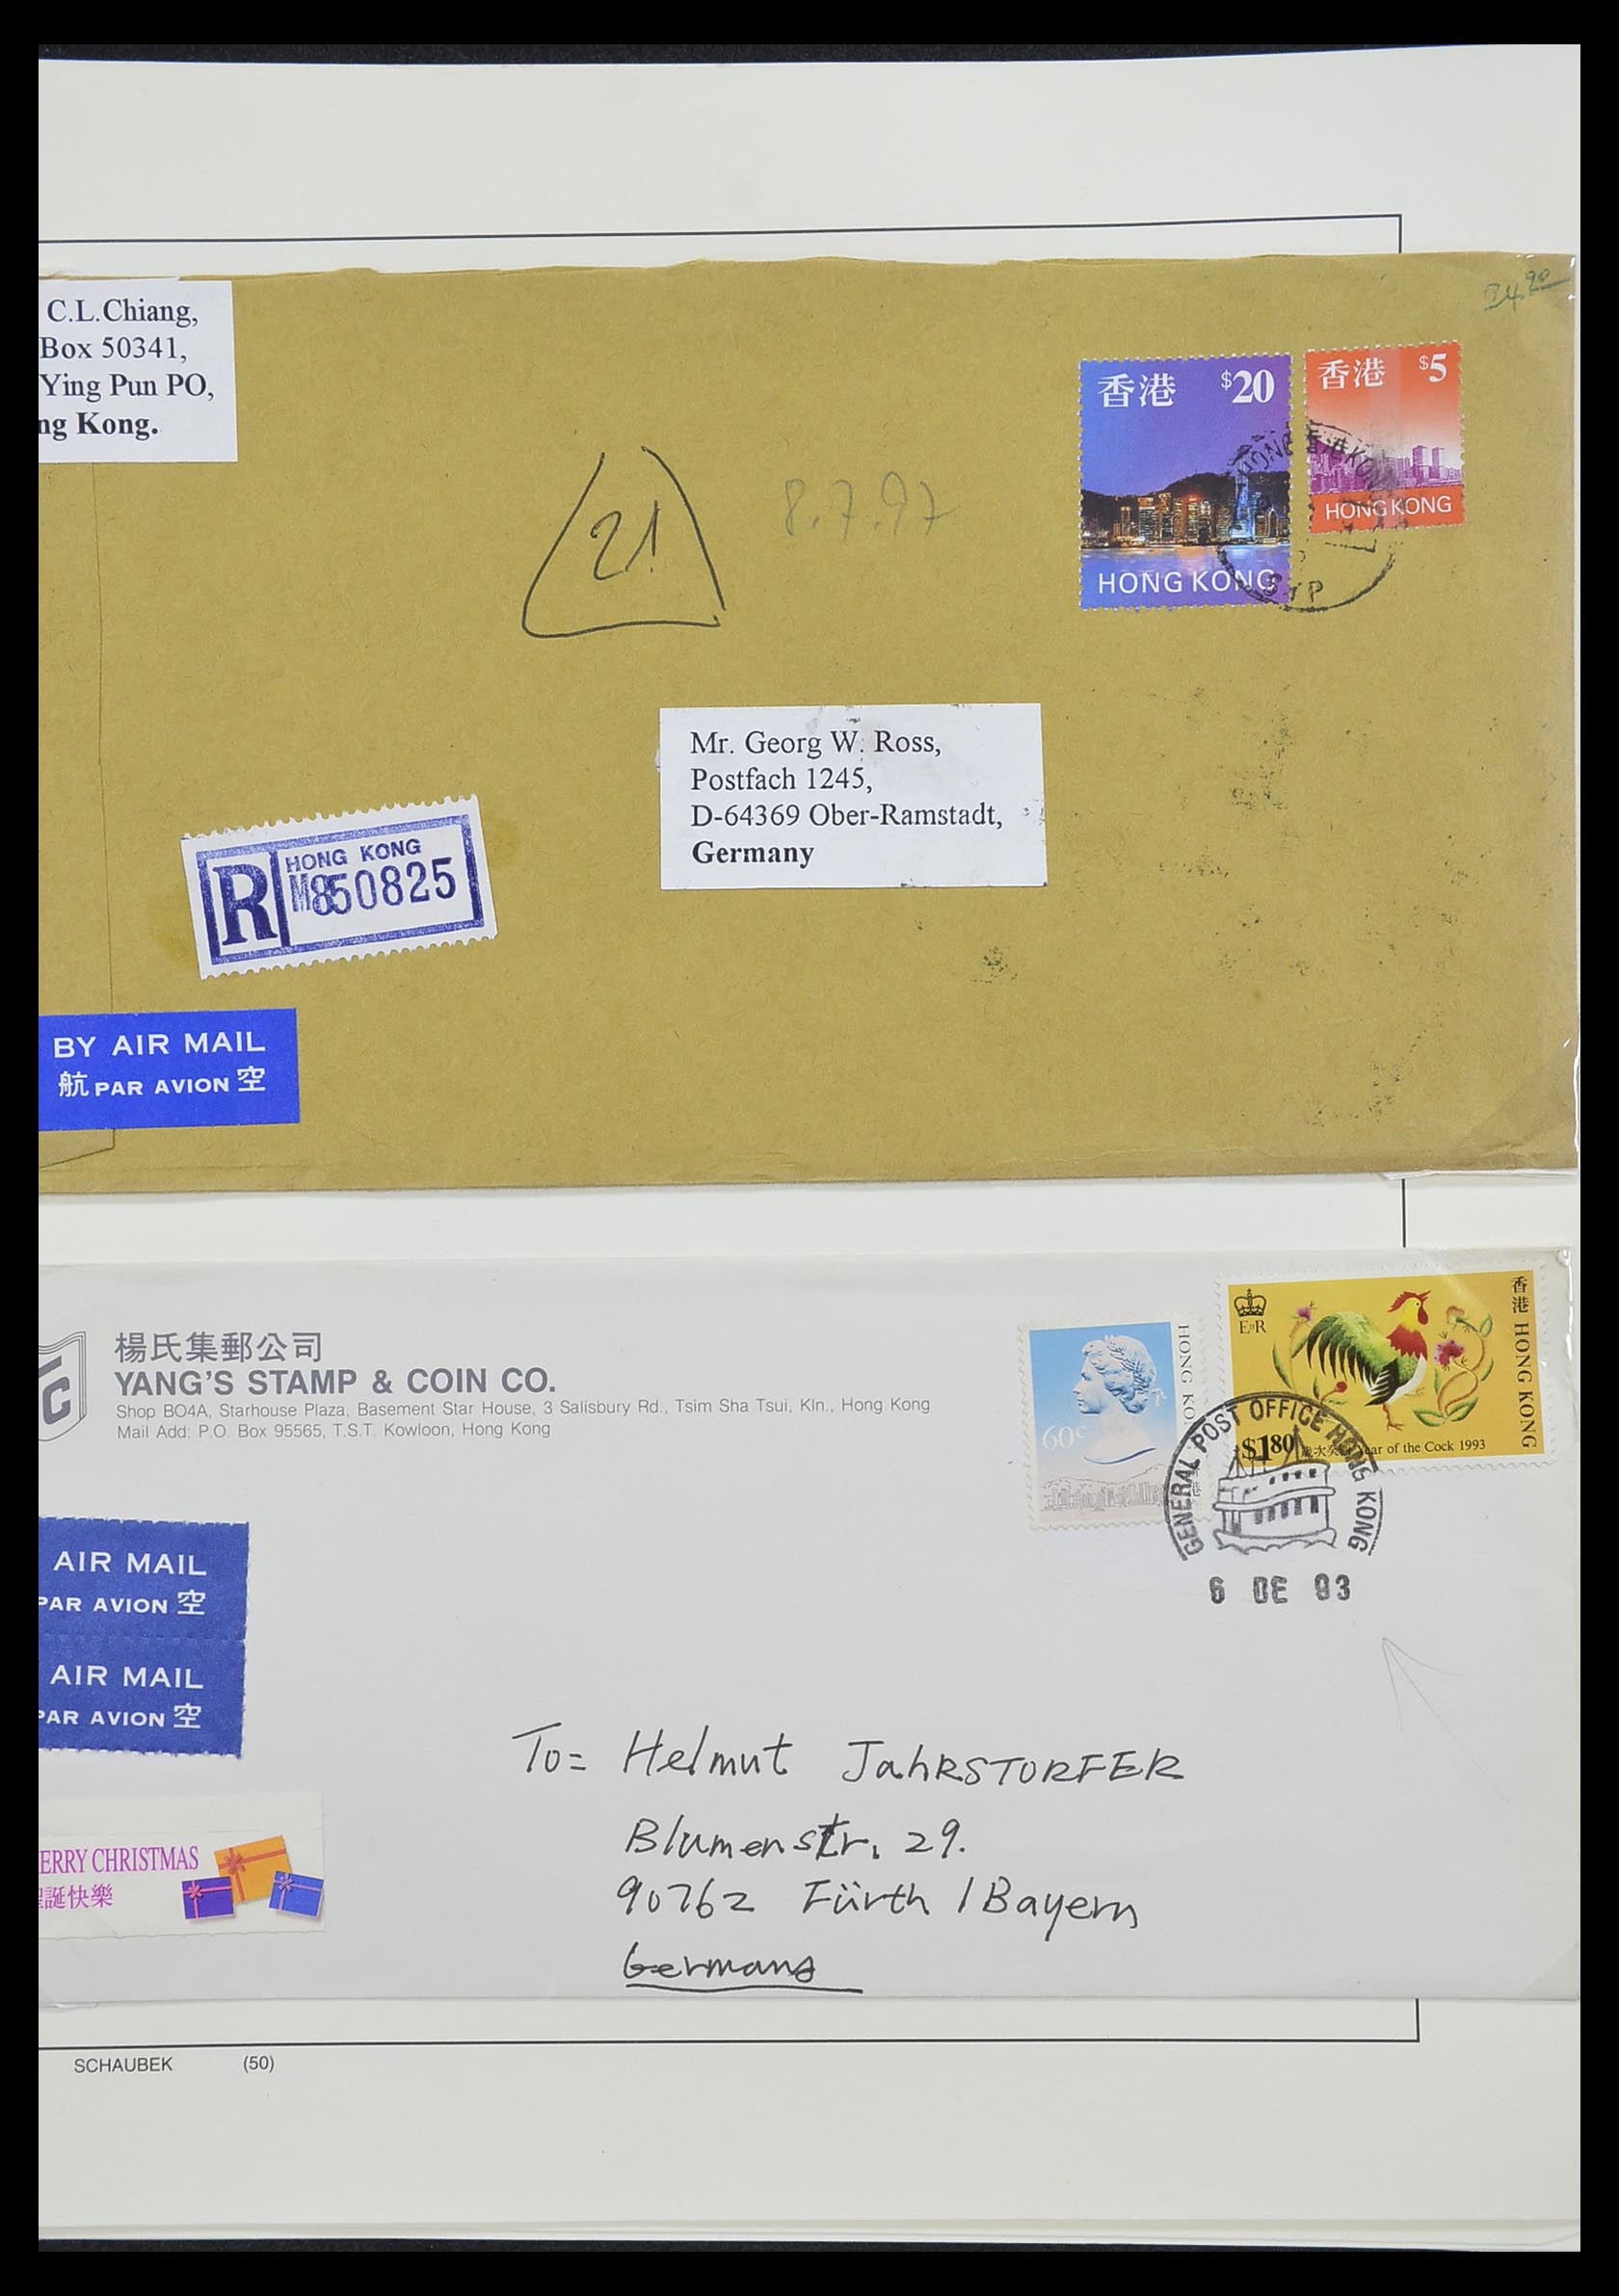 C.L.Chiang,
Box 50341,
Ying Pun PO,
ng Kong.
香港 $20
HONG KONG
香港 $5
HONG KONG
HONG KONG
SYP
21
8.7.97
Mr. Georg W. Ross,
Postfach 1245,
D-64369 Ober-Ramstadt,
Germany
R
HONG KONG
M850825
BY AIR MAIL
航 PAR AVION 空
楊氏集郵公司
YANG'S STAMP & COIN CO.
Shop BO4A, Starhouse Plaza, Basement Star House, 3 Salisbury Rd., Tsim Sha Tsui, Kln., Hong Kong
Mail Add: P.O. Box 95565, T.S.T. Kowloon, Hong Kong
60c
HONG KO
EIIR
香港 HONG KONG
$1.80
Year of the Cock 1993
GENERAL POST OFFICE HONG KONG
6 DE 93
AIR MAIL
PAR AVION 空
AIR MAIL
PAR AVION 空
ERRY CHRISTMAS
誕快樂
To= Helmut JahRSTORFER
Blumenstr. 29.
90762 Fürth / Bayern
Germany
SCHAUBEK (50)